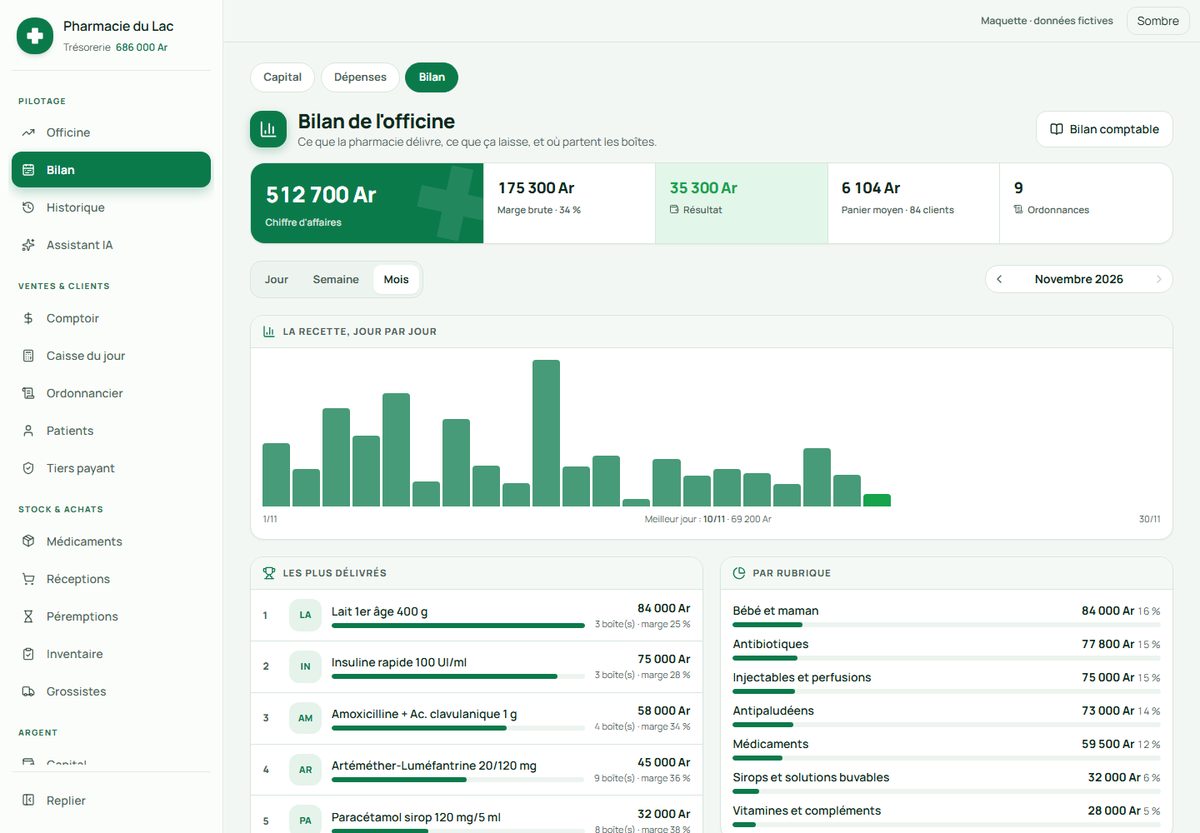 Pharmacie du Lac
Trésorerie 686 000 Ar
Maquette · données fictives
Sombre
PILOTAGE
Officine
Bilan
Historique
Assistant IA
VENTES & CLIENTS
Comptoir
Caisse du jour
Ordonnancier
Patients
Tiers payant
STOCK & ACHATS
Médicaments
Réceptions
Péremptions
Inventaire
Grossistes
ARGENT
Capital
Replier
Capital
Dépenses
Bilan
Bilan de l'officine
Ce que la pharmacie délivre, ce que ça laisse, et où partent les boîtes.
Bilan comptable
512 700 Ar
Chiffre d'affaires
175 300 Ar
Marge brute · 34 %
35 300 Ar
Résultat
6 104 Ar
Panier moyen · 84 clients
9
Ordonnances
Jour
Semaine
Mois
Novembre 2026
LA RECETTE, JOUR PAR JOUR
1/11
Meilleur jour : 10/11 · 69 200 Ar
30/11
LES PLUS DÉLIVRÉS
1
LA
Lait 1er âge 400 g
84 000 Ar
3 boîte(s) · marge 25 %
2
IN
Insuline rapide 100 UI/ml
75 000 Ar
3 boîte(s) · marge 28 %
3
AM
Amoxicilline + Ac. clavulanique 1 g
58 000 Ar
4 boîte(s) · marge 34 %
4
AR
Artéméther-Luméfantrine 20/120 mg
45 000 Ar
9 boîte(s) · marge 36 %
5
PA
Paracétamol sirop 120 mg/5 ml
32 000 Ar
8 boîte(s) · marge 38 %
PAR RUBRIQUE
Bébé et maman
84 000 Ar 16 %
Antibiotiques
77 800 Ar 15 %
Injectables et perfusions
75 000 Ar 15 %
Antipaludéens
73 000 Ar 14 %
Médicaments
59 500 Ar 12 %
Sirops et solutions buvables
32 000 Ar 6 %
Vitamines et compléments
28 000 Ar 5 %